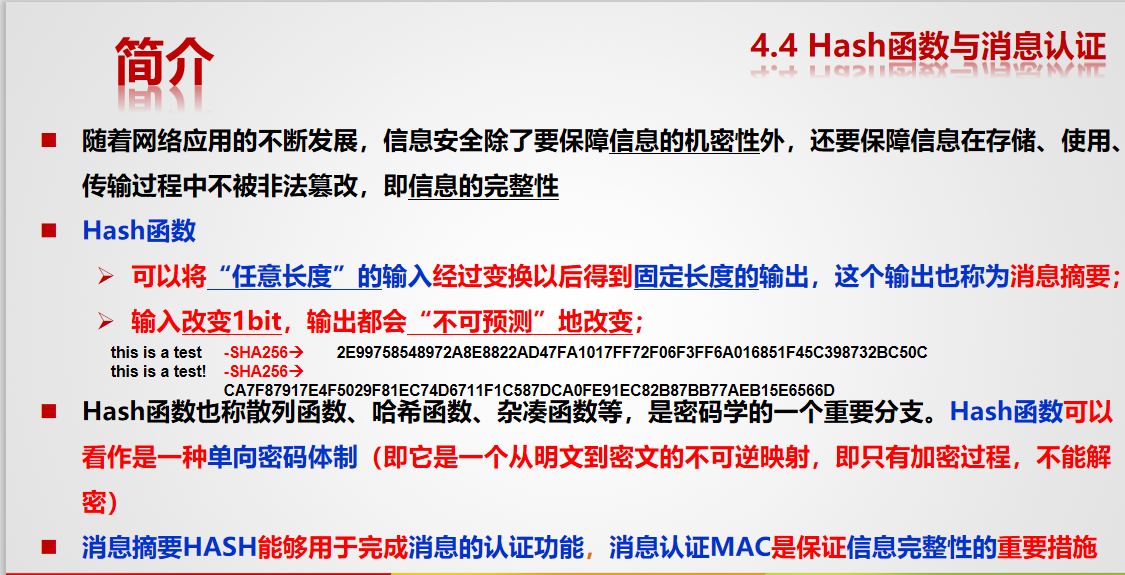 简介
4.4 Hash函数与消息认证
随着网络应用的不断发展，信息安全除了要保障信息的机密性外，还要保障信息在存储、使用、
传输过程中不被非法篡改，即信息的完整性
Hash函数
可以将“任意长度”的输入经过变换以后得到固定长度的输出，这个输出也称为消息摘要；
输入改变1bit，输出都会“不可预测”地改变；
this is a test -SHA256→ 2E99758548972A8E8822AD47FA1017FF72F06F3FF6A016851F45C398732BC50C
this is a test! -SHA256→
CA7F87917E4F5029F81EC74D6711F1C587DCA0FE91EC82B87BB77AEB15E6566D
Hash函数也称散列函数、哈希函数、杂凑函数等，是密码学的一个重要分支。Hash函数可以
看作是一种单向密码体制（即它是一个从明文到密文的不可逆映射，即只有加密过程，不能解
密）
消息摘要HASH能够用于完成消息的认证功能，消息认证MAC是保证信息完整性的重要措施